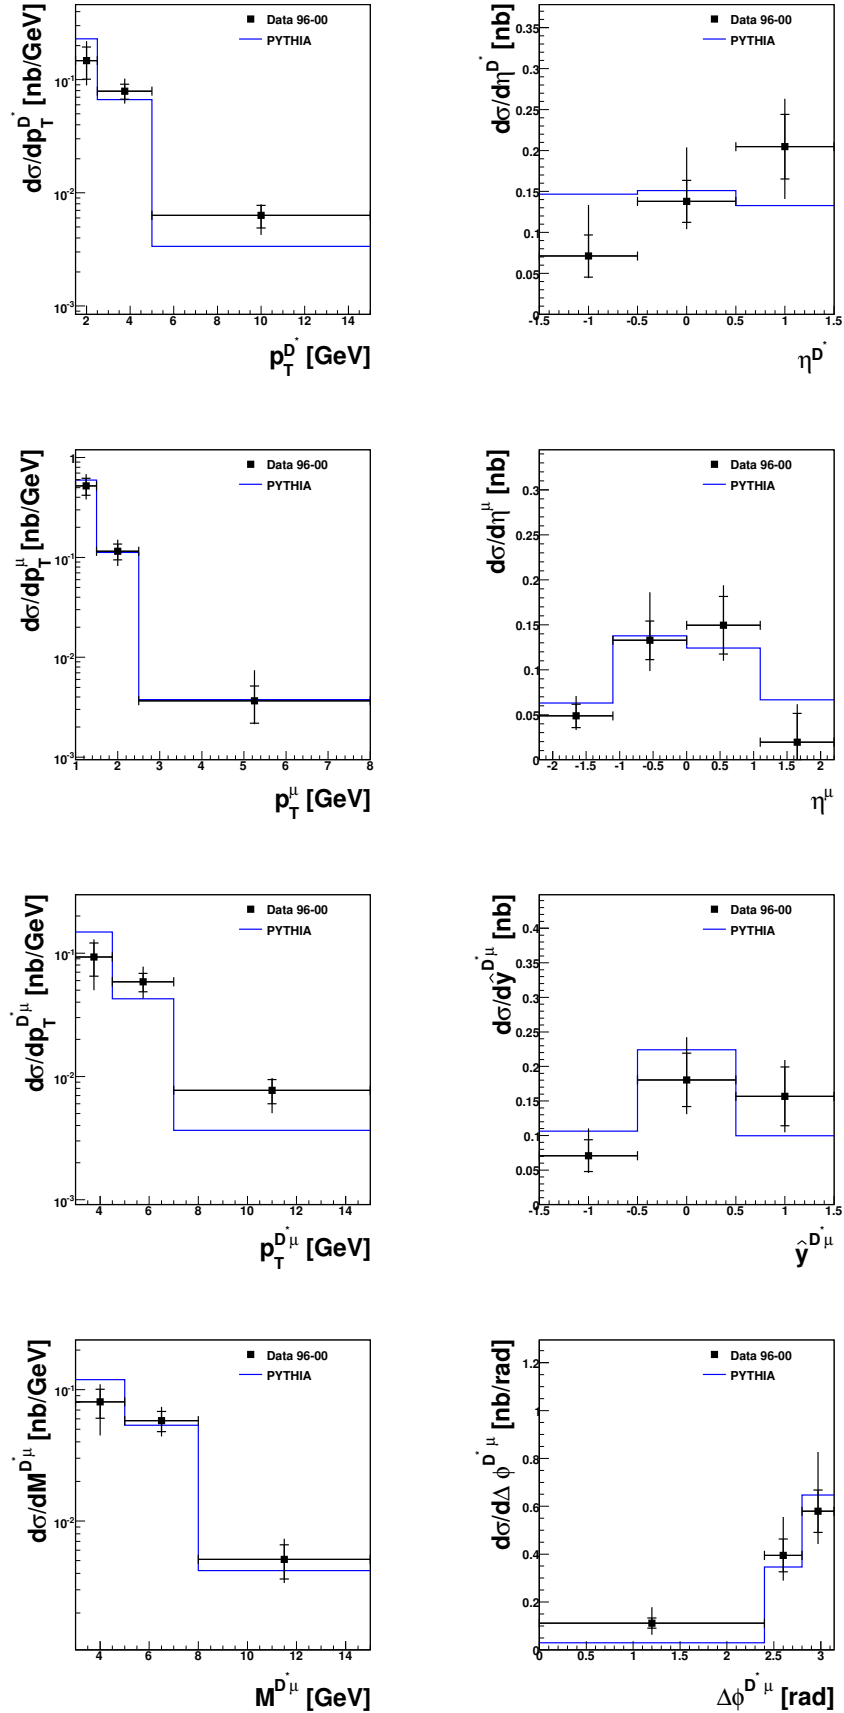 dσ/dp_T^{D*} [nb/GeV]
Data 96-00
PYTHIA
10^{-1}
10^{-2}
10^{-3}
2 4 6 8 10 12 14
p_T^{D*} [GeV]
dσ/dη^{D*} [nb]
Data 96-00
PYTHIA
0.35
0.3
0.25
0.2
0.15
0.1
0.05
0
-1.5 -1 -0.5 0 0.5 1 1.5
η^{D*}
dσ/dp_T^μ [nb/GeV]
Data 96-00
PYTHIA
1
10^{-1}
10^{-2}
10^{-3}
1 2 3 4 5 6 7 8
p_T^μ [GeV]
dσ/dη^μ [nb]
Data 96-00
PYTHIA
0.3
0.25
0.2
0.15
0.1
0.05
0
-2 -1.5 -1 -0.5 0 0.5 1 1.5 2
η^μ
dσ/dp_T^{D*μ} [nb/GeV]
Data 96-00
PYTHIA
10^{-1}
10^{-2}
10^{-3}
4 6 8 10 12 14
p_T^{D*μ} [GeV]
dσ/dŷ^{D*μ} [nb]
Data 96-00
PYTHIA
0.4
0.35
0.3
0.25
0.2
0.15
0.1
0.05
0
-1.5 -1 -0.5 0 0.5 1 1.5
ŷ^{D*μ}
dσ/dM^{D*μ} [nb/GeV]
Data 96-00
PYTHIA
10^{-1}
10^{-2}
4 6 8 10 12 14
M^{D*μ} [GeV]
dσ/dΔϕ^{D*μ} [nb/rad]
Data 96-00
PYTHIA
1.2
1
0.8
0.6
0.4
0.2
0
0 0.5 1 1.5 2 2.5 3
Δϕ^{D*μ} [rad]